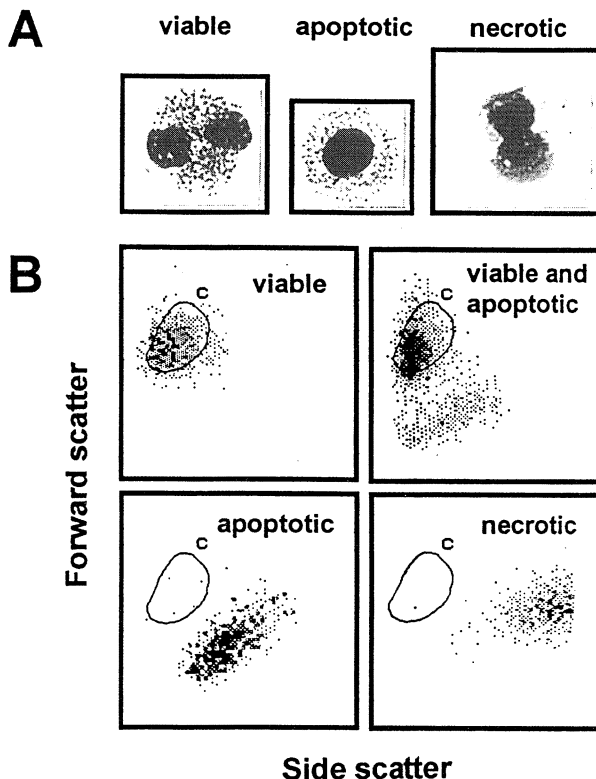 A
viable
apoptotic
necrotic
B
C
viable
C
viable and
apoptotic
C
apoptotic
C
necrotic
Forward scatter
Side scatter